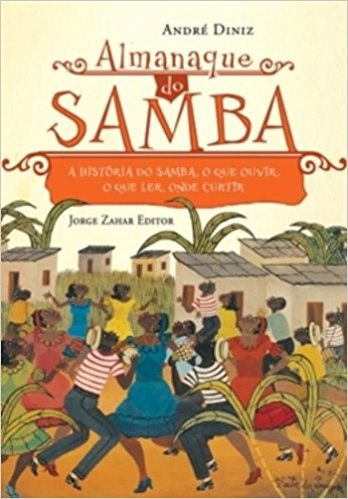 ANDRÉ DINIZ
Almanaque
do
SAMBA
A HISTÓRIA DO SAMBA, O QUE OUVIR,
O QUE LER, ONDE CURTIR
JORGE ZAHAR EDITOR